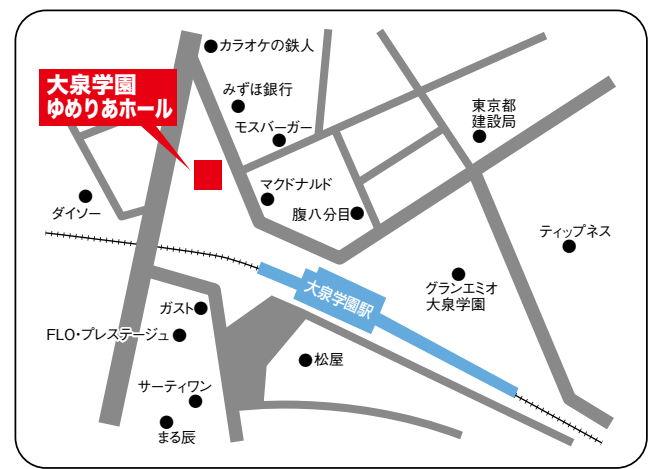 カラオケの鉄人
大泉学園
ゆめりあホール
みずほ銀行
モスバーガー
東京都
建設局
マクドナルド
腹八分目
ダイソー
ティップネス
グランエミオ
大泉学園
大泉学園駅
ガスト
FLO・プレステージュ
松屋
サーティワン
まる辰